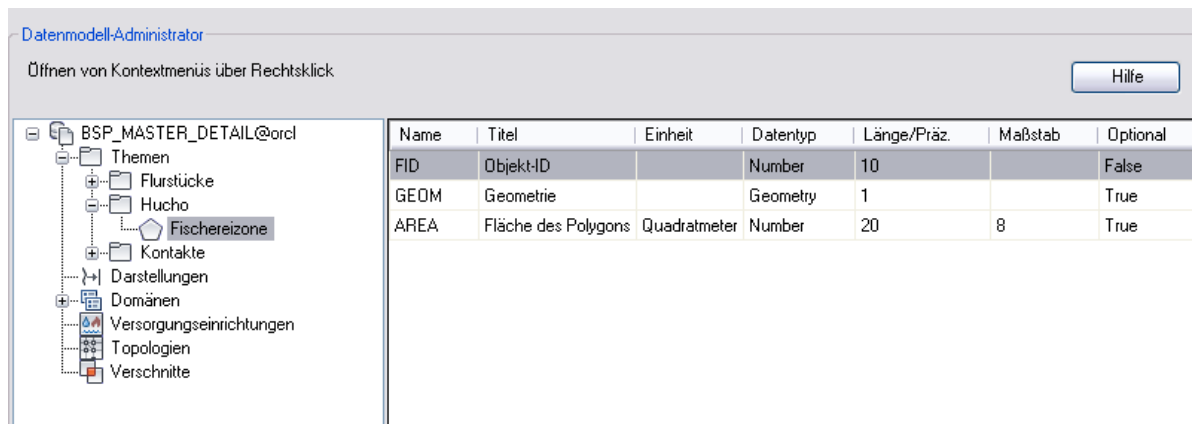 Datenmodell-Administrator
Öffnen von Kontextmenüs über Rechtsklick
Hilfe
BSP_MASTER_DETAIL@orcl
Themen
Flurstücke
Hucho
Fischereizone
Kontakte
Darstellungen
Domänen
Versorgungseinrichtungen
Topologien
Verschnitte
Name Titel Einheit Datentyp Länge/Präz. Maßstab Optional
FID Objekt-ID Number 10 False
GEOM Geometrie Geometry 1 True
AREA Fläche des Polygons Quadratmeter Number 20 8 True